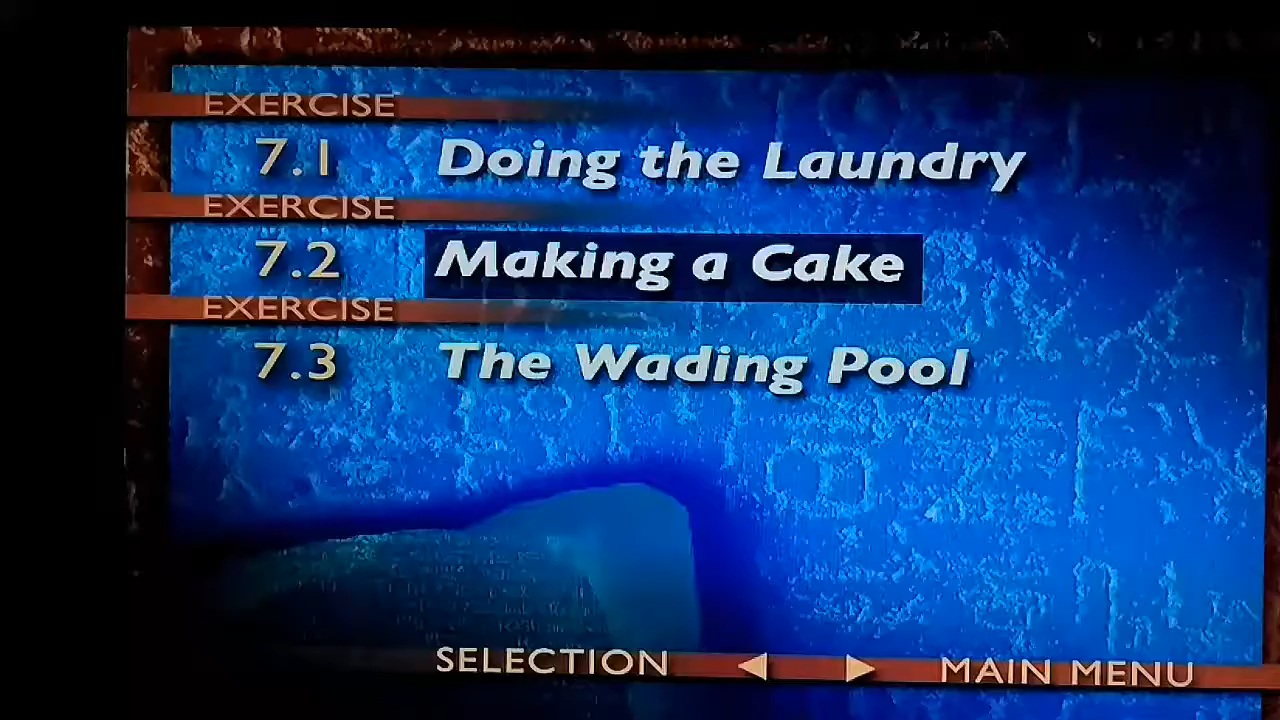 EXERCISE
7.1 Doing the Laundry
EXERCISE
7.2 Making a Cake
EXERCISE
7.3 The Wading Pool
SELECTION ◀ ▶ MAIN MENU